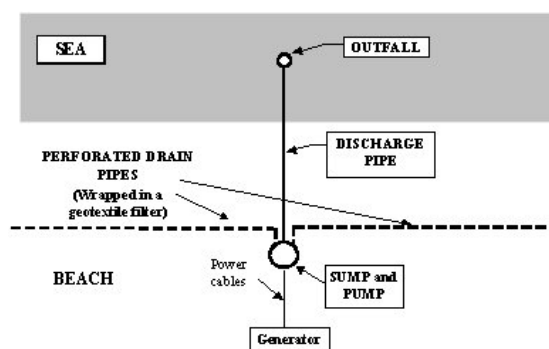 SEA
OUTFALL
DISCHARGE
PIPE
PERFORATED DRAIN
PIPES
(Wrapped in a
geotextile filter)
BEACH
Power
cables
SUMP and
PUMP
Generator